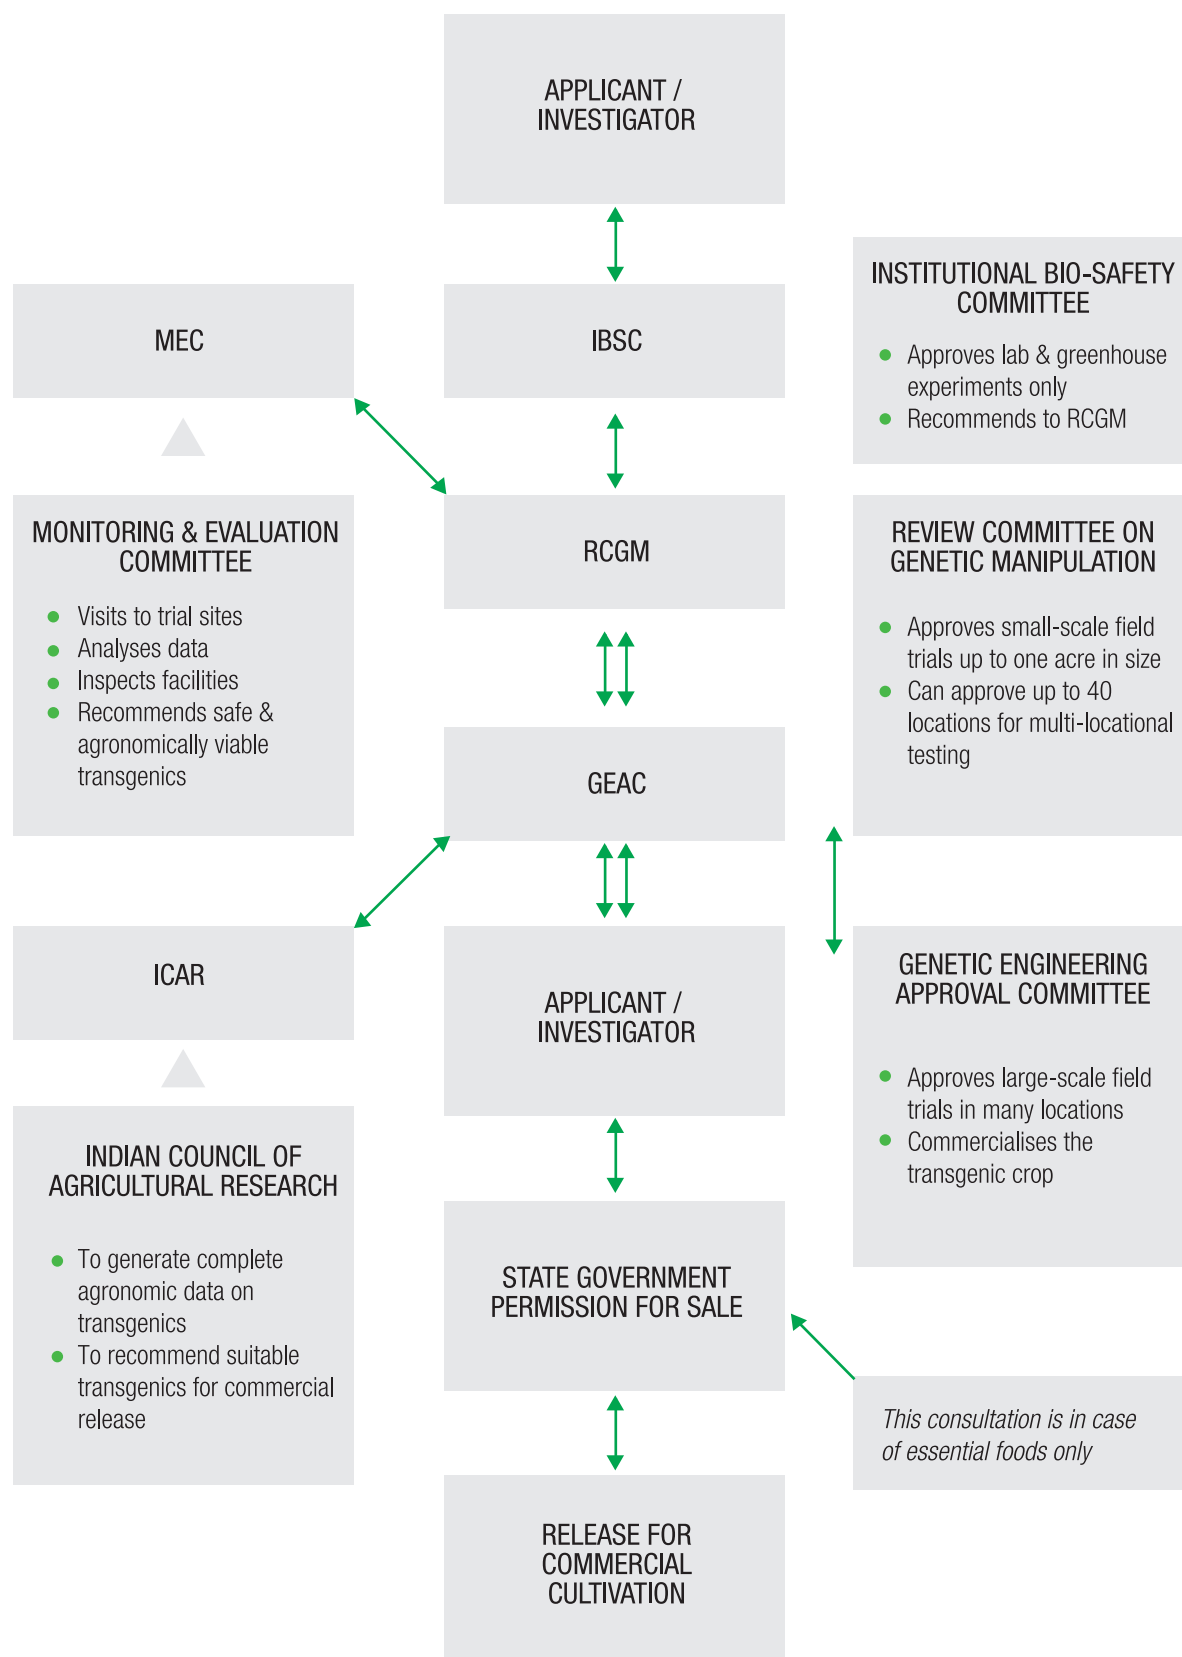 APPLICANT /
INVESTIGATOR
INSTITUTIONAL BIO-SAFETY
COMMITTEE
● Approves lab & greenhouse
experiments only
● Recommends to RCGM
MEC
IBSC
MONITORING & EVALUATION
COMMITTEE
● Visits to trial sites
● Analyses data
● Inspects facilities
● Recommends safe &
agronomically viable
transgenics
RCGM
REVIEW COMMITTEE ON
GENETIC MANIPULATION
● Approves small-scale field
trials up to one acre in size
● Can approve up to 40
locations for multi-locational
testing
GEAC
ICAR
APPLICANT /
INVESTIGATOR
GENETIC ENGINEERING
APPROVAL COMMITTEE
● Approves large-scale field
trials in many locations
● Commercialises the
transgenic crop
INDIAN COUNCIL OF
AGRICULTURAL RESEARCH
● To generate complete
agronomic data on
transgenics
● To recommend suitable
transgenics for commercial
release
STATE GOVERNMENT
PERMISSION FOR SALE
This consultation is in case
of essential foods only
RELEASE FOR
COMMERCIAL
CULTIVATION